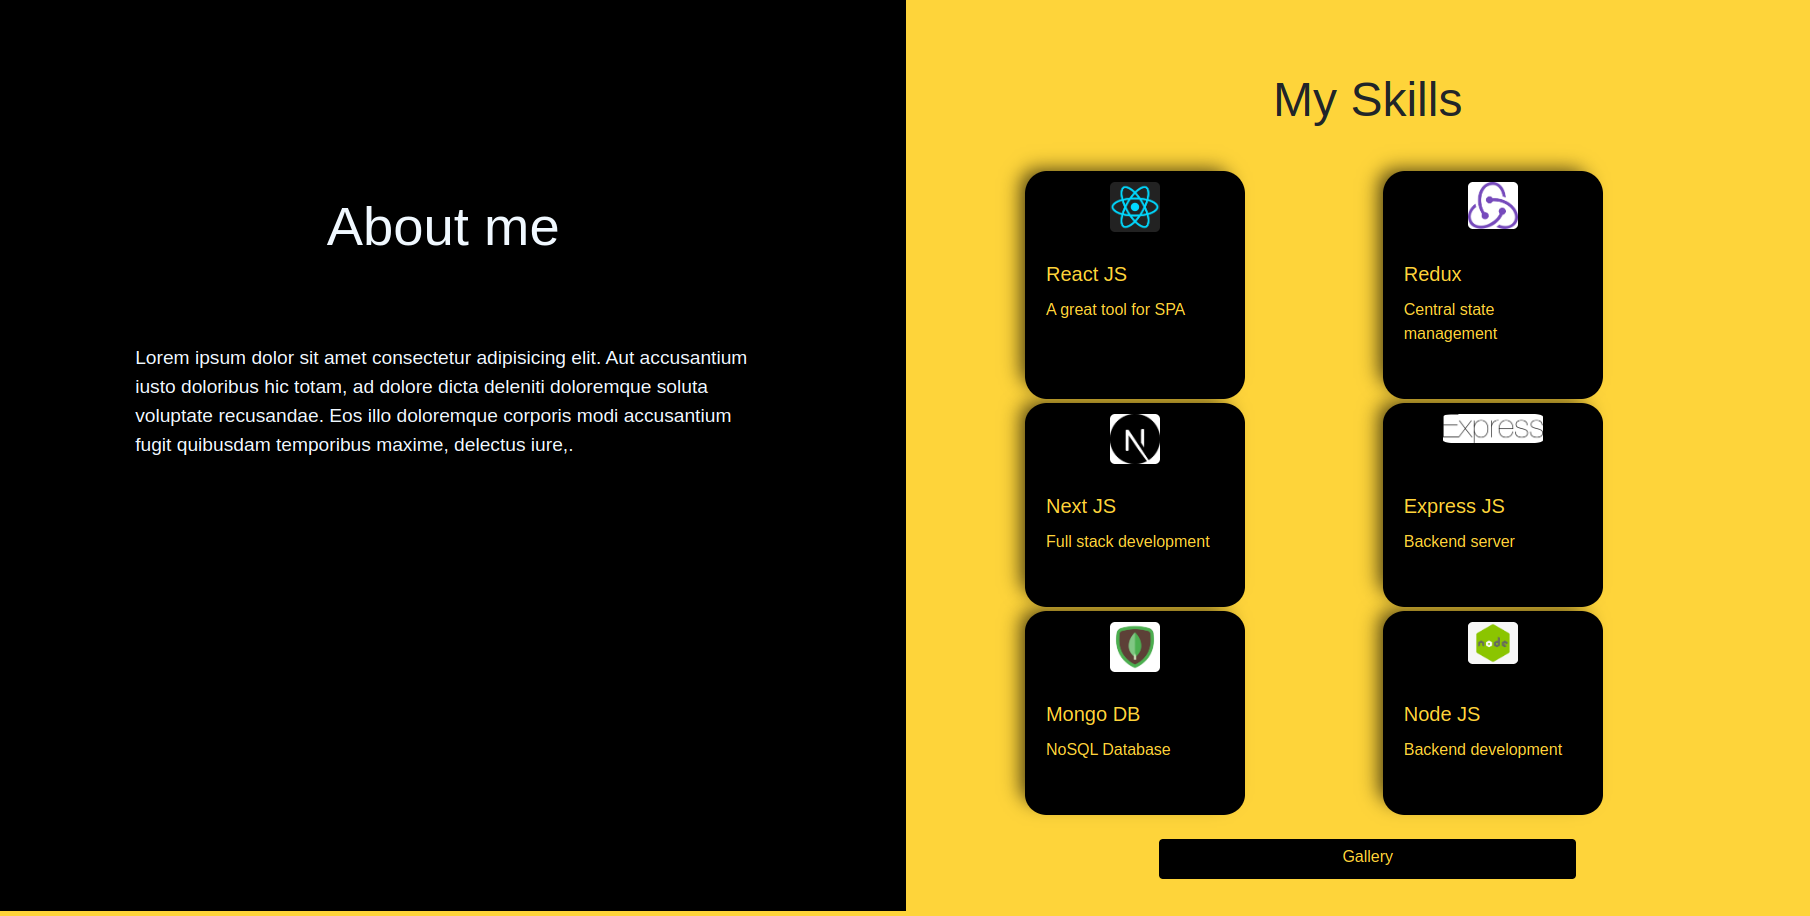 About me
Lorem ipsum dolor sit amet consectetur adipisicing elit. Aut accusantium
iusto doloribus hic totam, ad dolore dicta deleniti doloremque soluta
voluptate recusandae. Eos illo doloremque corporis modi accusantium
fugit quibusdam temporibus maxime, delectus iure,.
My Skills
React JS
A great tool for SPA
Redux
Central state
management
N
Next JS
Full stack development
Express
Express JS
Backend server
Mongo DB
NoSQL Database
node
Node JS
Backend development
Gallery